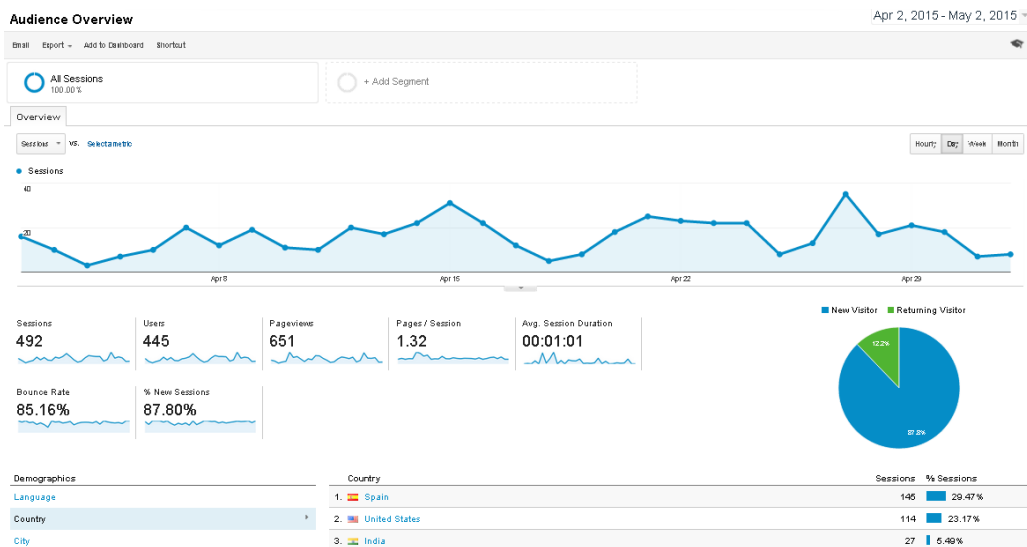 Audience Overview
Apr 2, 2015 - May 2, 2015
Email Export Add to Dashboard Shortcut
All Sessions
100.00%
+ Add Segment
Overview
Sessions VS. Select a metric
Hourly Day Week Month
Sessions
40
20
Apr 8 Apr 15 Apr 22 Apr 29
New Visitor Returning Visitor
Sessions Users Pageviews Pages / Session Avg. Session Duration
492 445 651 1.32 00:01:01
12.2%
87.8%
Bounce Rate % New Sessions
85.16% 87.80%
Demographics Country Sessions % Sessions
Language 1. Spain 145 29.47%
Country 2. United States 114 23.17%
City 3. India 27 5.49%